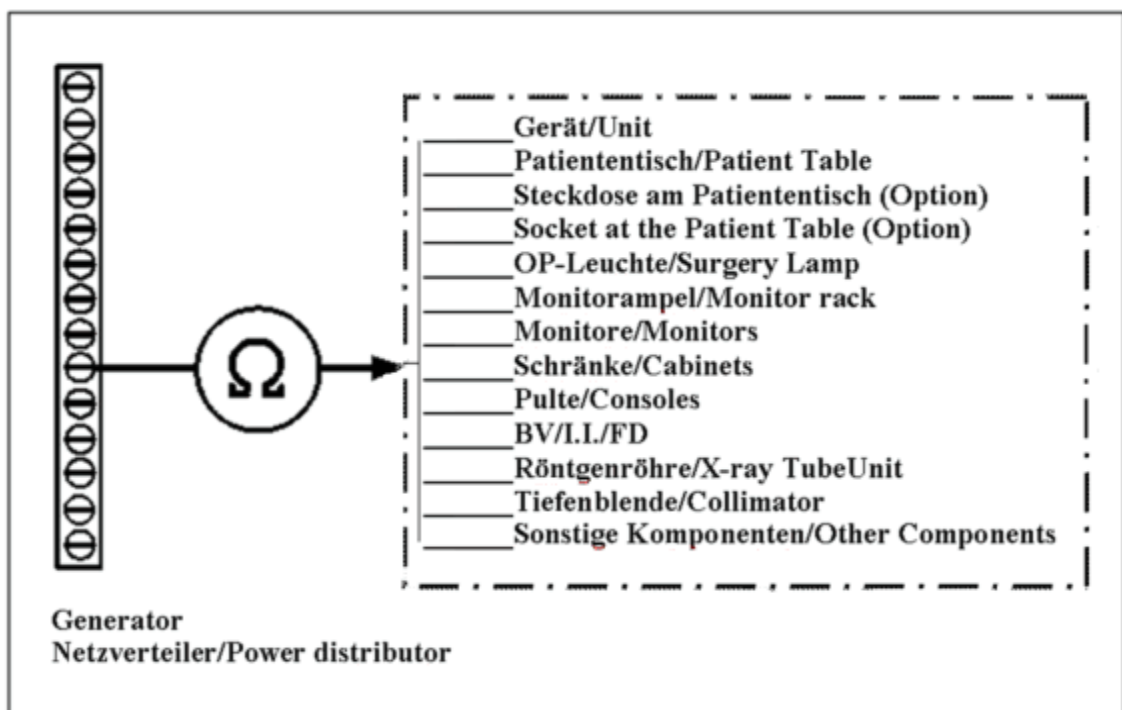 Gerät/Unit
Patiententisch/Patient Table
Steckdose am Patiententisch (Option)
Socket at the Patient Table (Option)
OP-Leuchte/Surgery Lamp
Monitorampel/Monitor rack
Monitore/Monitors
Ω
Schränke/Cabinets
Pulte/Consoles
BV/I.I./FD
Röntgenröhre/X-ray TubeUnit
Tiefenblende/Collimator
Sonstige Komponenten/Other Components
Generator
Netzverteiler/Power distributor